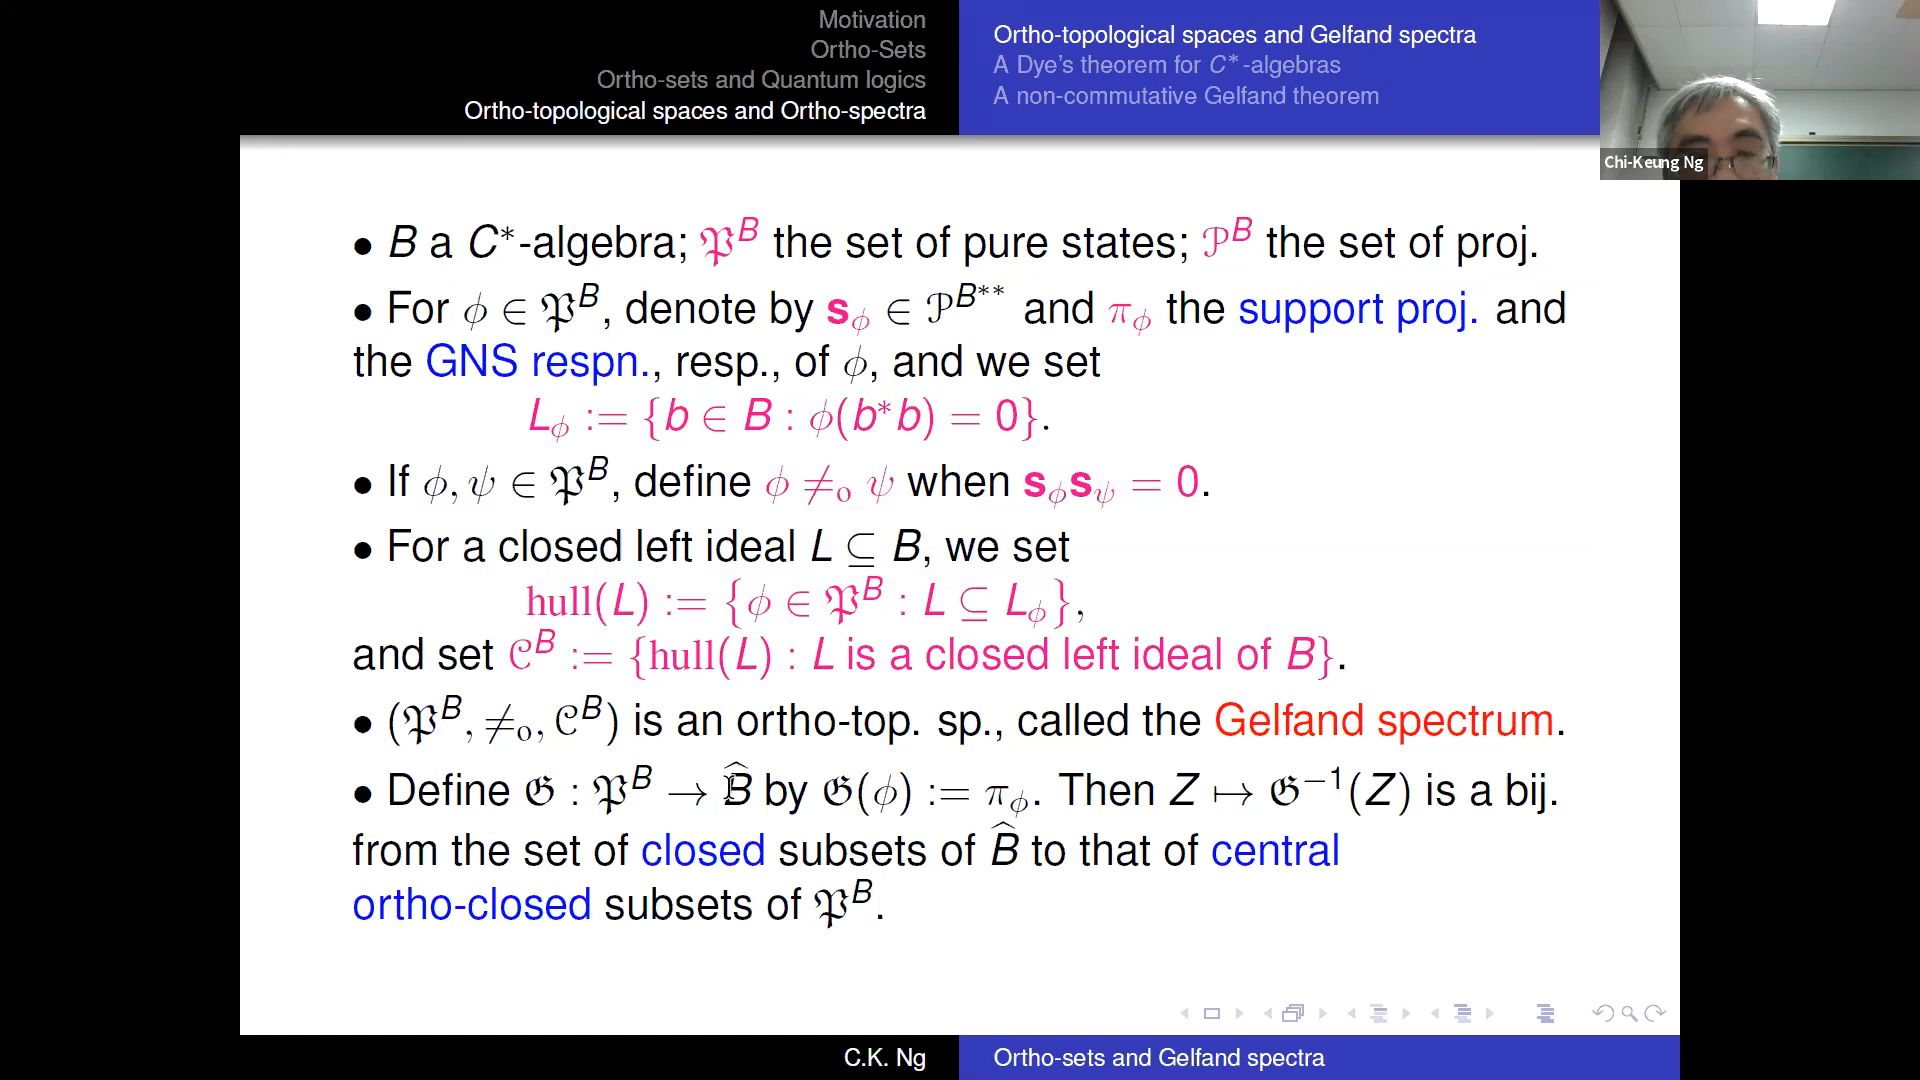 Motivation
Ortho-Sets
Ortho-sets and Quantum logics
Ortho-topological spaces and Ortho-spectra
Ortho-topological spaces and Gelfand spectra
A Dye's theorem for C*-algebras
A non-commutative Gelfand theorem
Chi-Keung Ng
• B a C*-algebra; 𝔓^B the set of pure states; 𝒫^B the set of proj.
• For ϕ ∈ 𝔓^B, denote by s_ϕ ∈ 𝒫^{B**} and π_ϕ the support proj. and
the GNS respn., resp., of ϕ, and we set
L_ϕ := {b ∈ B : ϕ(b*b) = 0}.
• If ϕ, ψ ∈ 𝔓^B, define ϕ ≠_o ψ when s_ϕ s_ψ = 0.
• For a closed left ideal L ⊆ B, we set
hull(L) := {ϕ ∈ 𝔓^B : L ⊆ L_ϕ},
and set 𝒞^B := {hull(L) : L is a closed left ideal of B}.
• (𝔓^B, ≠_o, 𝒞^B) is an ortho-top. sp., called the Gelfand spectrum.
• Define 𝔊 : 𝔓^B → B̂ by 𝔊(ϕ) := π_ϕ. Then Z ↦ 𝔊^{−1}(Z) is a bij.
from the set of closed subsets of B̂ to that of central
ortho-closed subsets of 𝔓^B.
C.K. Ng
Ortho-sets and Gelfand spectra